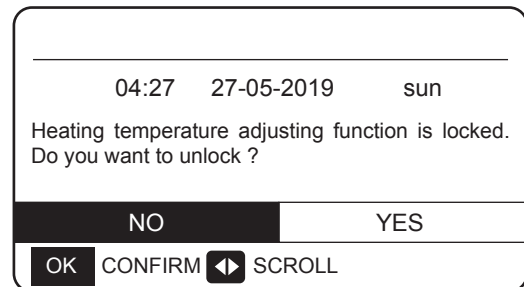 04:27 27-05-2019 sun
Heating temperature adjusting function is locked.
Do you want to unlock ?
NO YES
OK CONFIRM SCROLL